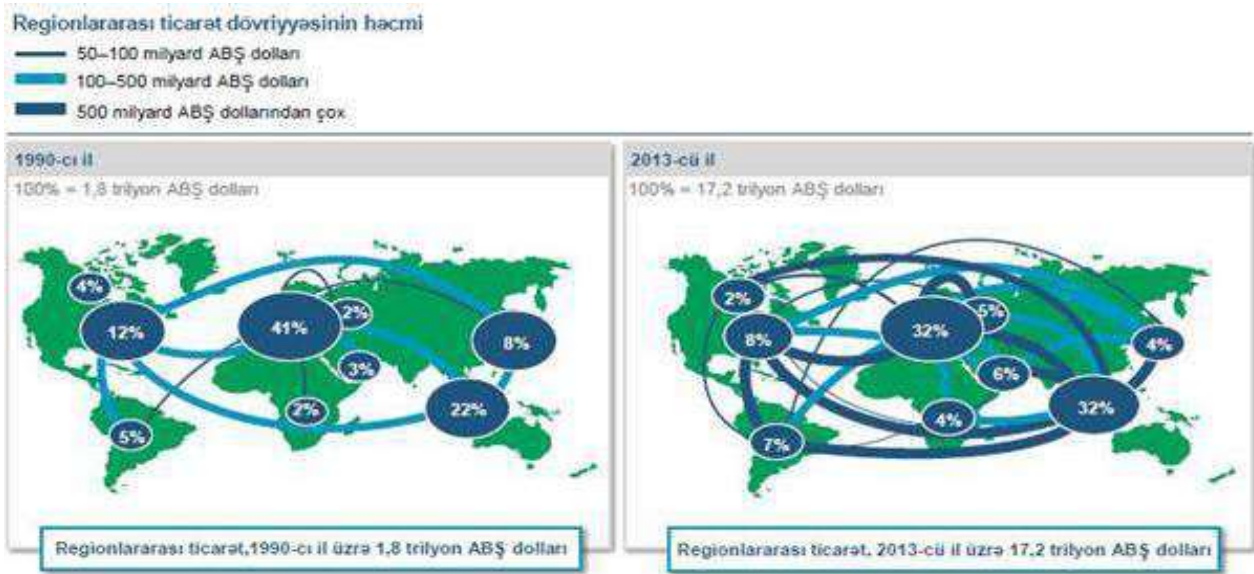 Regionlararası ticarət dövriyyəsinin həcmi
50–100 milyard ABŞ dolları
100–500 milyard ABŞ dolları
500 milyard ABŞ dollarından çox
1990-cı il
100% = 1,8 trilyon ABŞ dolları
4%
12%
41%
2%
8%
3%
2%
22%
5%
Regionlararası ticarət,1990-cı il üzrə 1,8 trilyon ABŞ dolları
2013-cü il
100% = 17,2 trilyon ABŞ dolları
2%
8%
32%
5%
4%
6%
4%
32%
7%
Regionlararası ticarət, 2013-cü il üzrə 17,2 trilyon ABŞ dolları